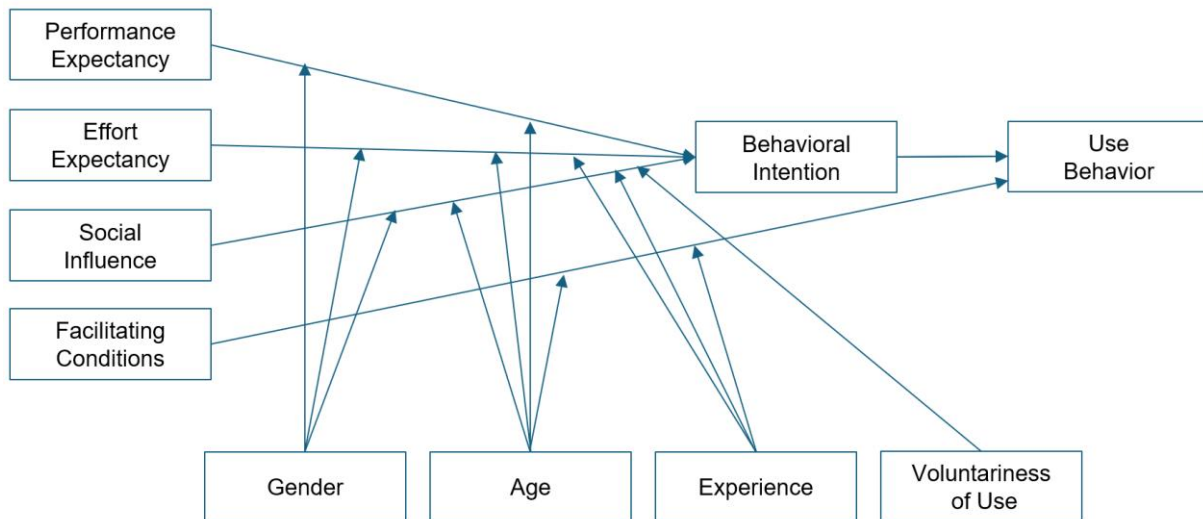 Performance
Expectancy
Effort
Expectancy
Social
Influence
Facilitating
Conditions
Behavioral
Intention
Use
Behavior
Gender
Age
Experience
Voluntariness
of Use